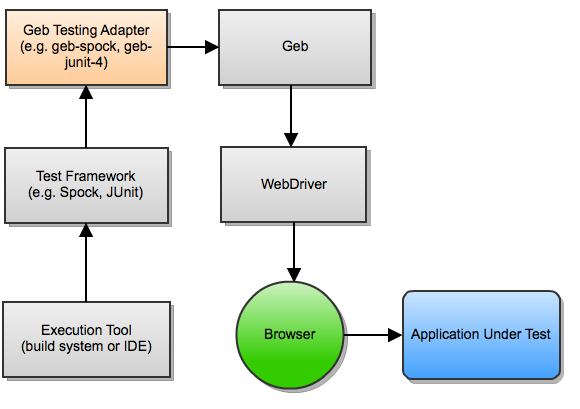 Geb Testing Adapter
(e.g. geb-spock, geb-
junit-4)
Geb
Test Framework
(e.g. Spock, JUnit)
WebDriver
Execution Tool
(build system or IDE)
Browser
Application Under Test